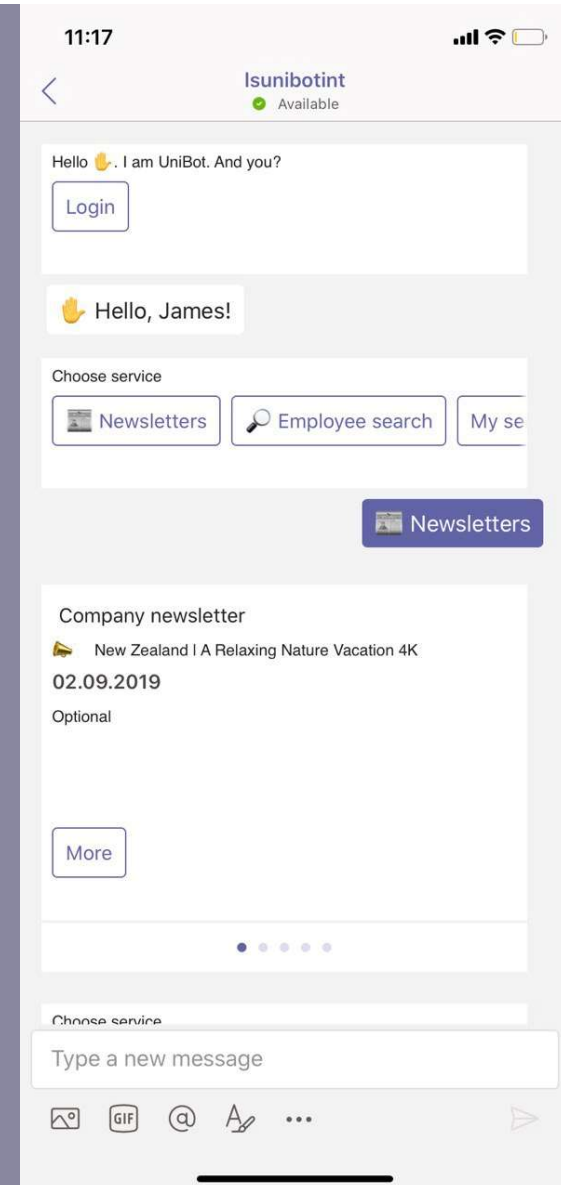 11:17
lsunibotint
Available
Hello ✋. I am UniBot. And you?
Login
✋ Hello, James!
Choose service
Newsletters
Employee search
My se
Newsletters
Company newsletter
New Zealand l A Relaxing Nature Vacation 4K
02.09.2019
Optional
More
Choose service
Type a new message
GIF